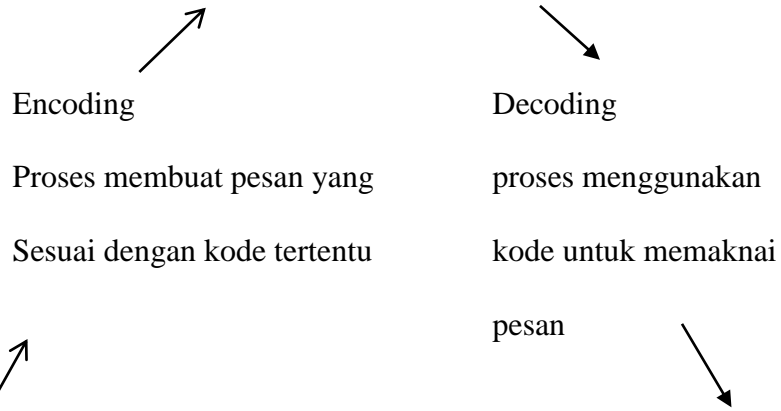 Encoding
Proses membuat pesan yang
Sesuai dengan kode tertentu
Decoding
proses menggunakan
kode untuk memaknai
pesan